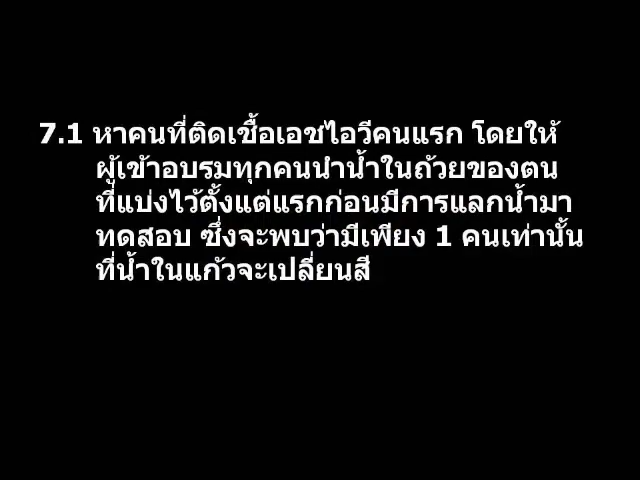 7.1 หาคนที่ติดเชื้อเอชไอวีคนแรก โดยให้
ผู้เข้าอบรมทุกคนนำน้ำในถ้วยของตน
ที่แบ่งไว้ตั้งแต่แรกก่อนมีการแลกน้ำมา
ทดสอบ ซึ่งจะพบว่ามีเพียง 1 คนเท่านั้น
ที่น้ำในแก้วจะเปลี่ยนสี